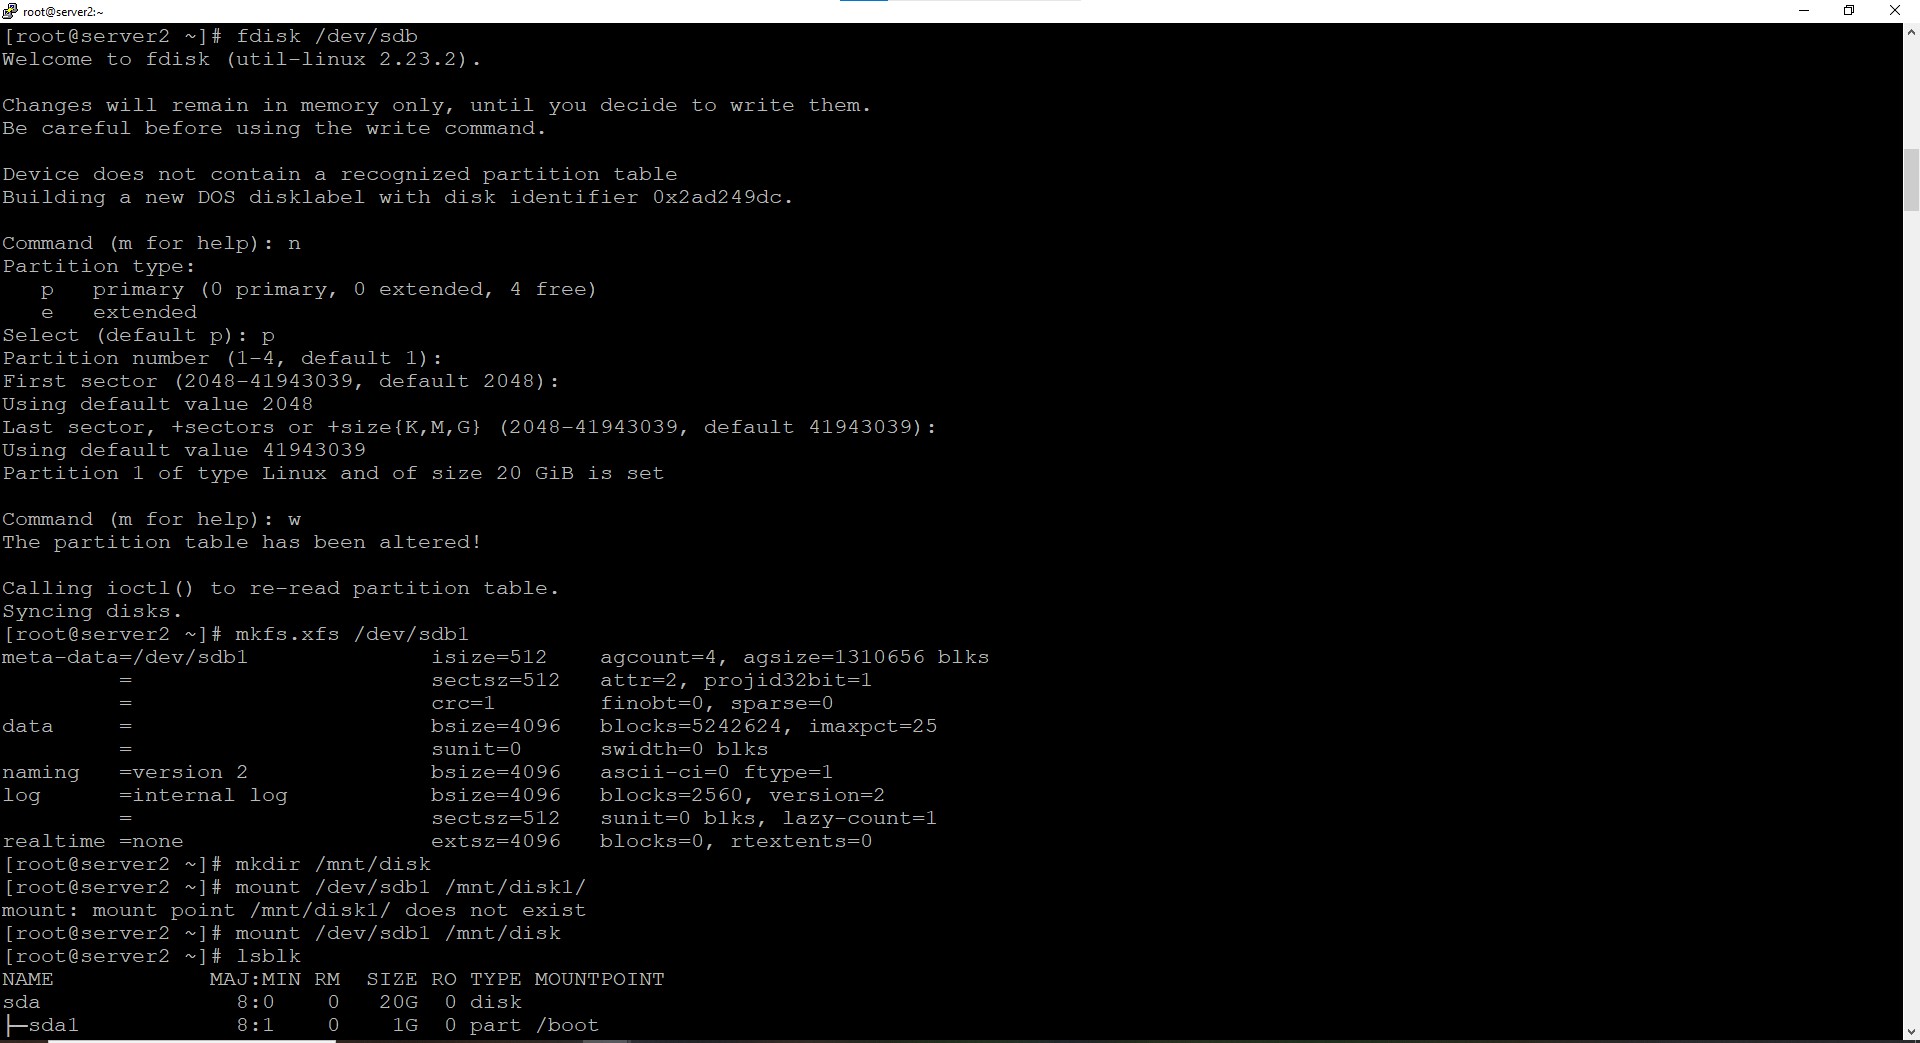 root@server2:~
[root@server2 ~]# fdisk /dev/sdb
Welcome to fdisk (util-linux 2.23.2).
Changes will remain in memory only, until you decide to write them.
Be careful before using the write command.
Device does not contain a recognized partition table
Building a new DOS disklabel with disk identifier 0x2ad249dc.
Command (m for help): n
Partition type:
   p   primary (0 primary, 0 extended, 4 free)
   e   extended
Select (default p): p
Partition number (1-4, default 1):
First sector (2048-41943039, default 2048):
Using default value 2048
Last sector, +sectors or +size{K,M,G} (2048-41943039, default 41943039):
Using default value 41943039
Partition 1 of type Linux and of size 20 GiB is set
Command (m for help): w
The partition table has been altered!
Calling ioctl() to re-read partition table.
Syncing disks.
[root@server2 ~]# mkfs.xfs /dev/sdb1
meta-data=/dev/sdb1              isize=512    agcount=4, agsize=1310656 blks
         =                       sectsz=512   attr=2, projid32bit=1
         =                       crc=1        finobt=0, sparse=0
data     =                       bsize=4096   blocks=5242624, imaxpct=25
         =                       sunit=0      swidth=0 blks
naming   =version 2              bsize=4096   ascii-ci=0 ftype=1
log      =internal log           bsize=4096   blocks=2560, version=2
         =                       sectsz=512   sunit=0 blks, lazy-count=1
realtime =none                   extsz=4096   blocks=0, rtextents=0
[root@server2 ~]# mkdir /mnt/disk
[root@server2 ~]# mount /dev/sdb1 /mnt/disk1/
mount: mount point /mnt/disk1/ does not exist
[root@server2 ~]# mount /dev/sdb1 /mnt/disk
[root@server2 ~]# lsblk
NAME            MAJ:MIN RM  SIZE RO TYPE MOUNTPOINT
sda               8:0    0   20G  0 disk
├─sda1            8:1    0    1G  0 part /boot